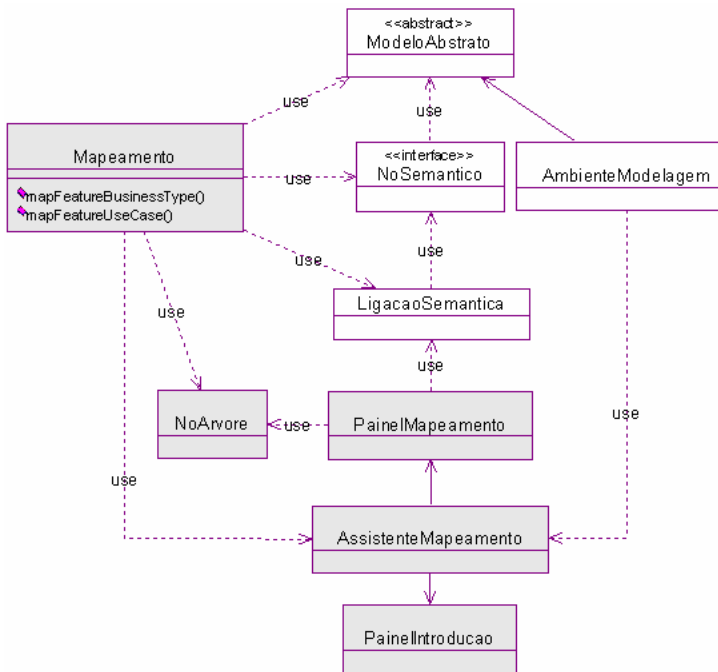 <<abstract>>
ModeloAbstrato
use
use
Mapeamento
mapFeatureBusinessType()
mapFeatureUseCase()
<<interface>>
NoSemantico
use
AmbienteModelagem
use
use
LigacaoSemantica
use
use
NoArvore
use
PainelMapeamento
use
use
AssistenteMapeamento
PainelIntroducao